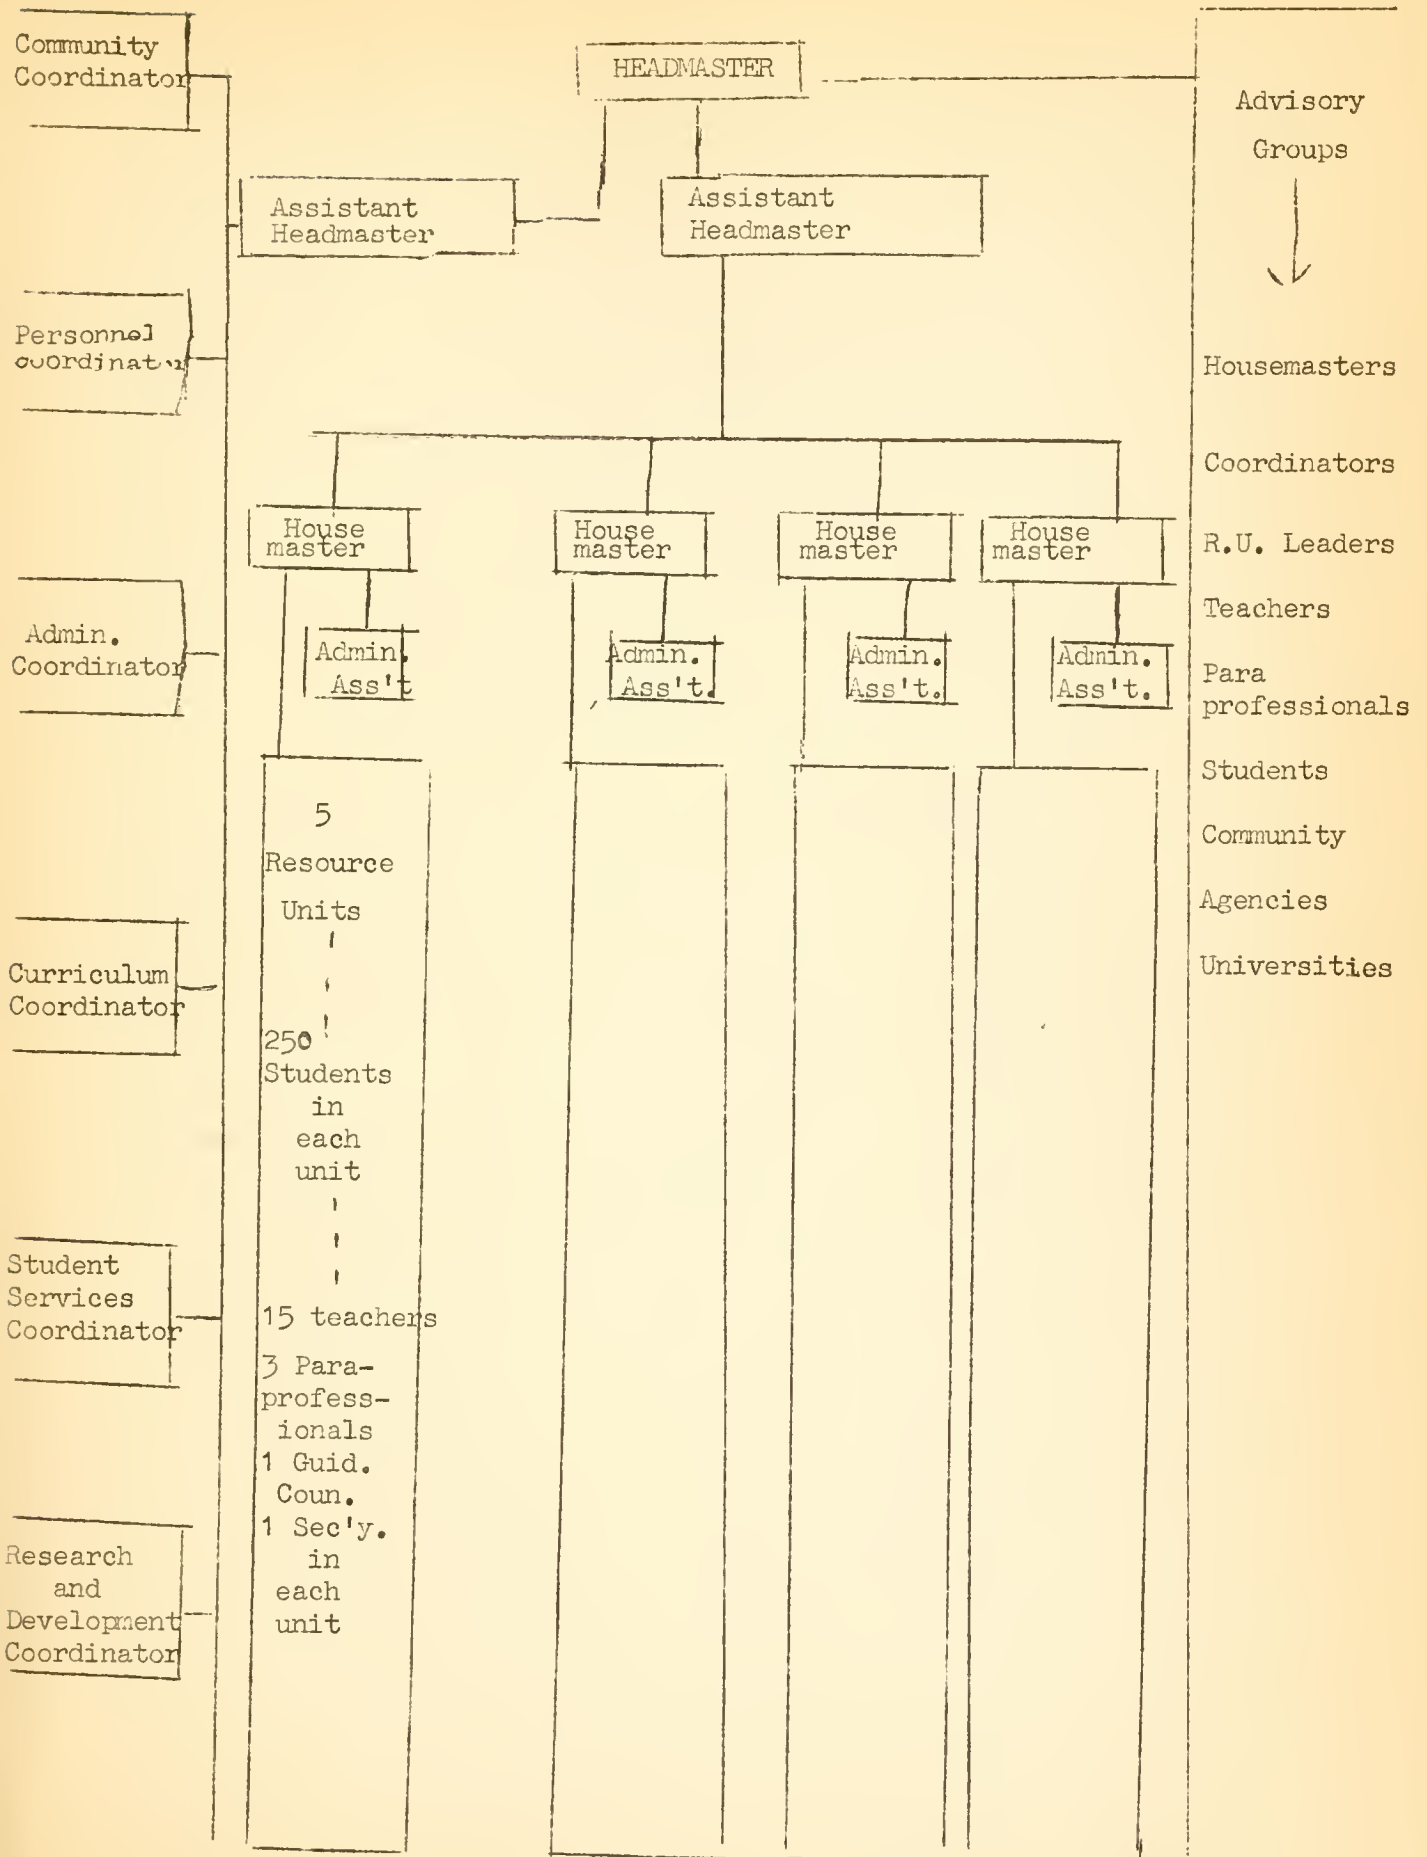 Community
Coordinator
HEADMASTER
Advisory
Groups
Assistant
Headmaster
Assistant
Headmaster
Personnel
Coordinator
Housemasters
Coordinators
R.U. Leaders
Teachers
Para
professionals
Students
Community
Agencies
Universities
House
master
House
master
House
master
House
master
Admin.
Coordinator
Admin.
Ass't
Admin.
Ass't.
Admin.
Ass't.
Admin.
Ass't.
5
Resource
Units
250
Students
in
each
unit
15 teachers
3 Para-
profess-
ionals
1 Guid.
Coun.
1 Sec'y.
in
each
unit
Curriculum
Coordinator
Student
Services
Coordinator
Research
and
Development
Coordinator